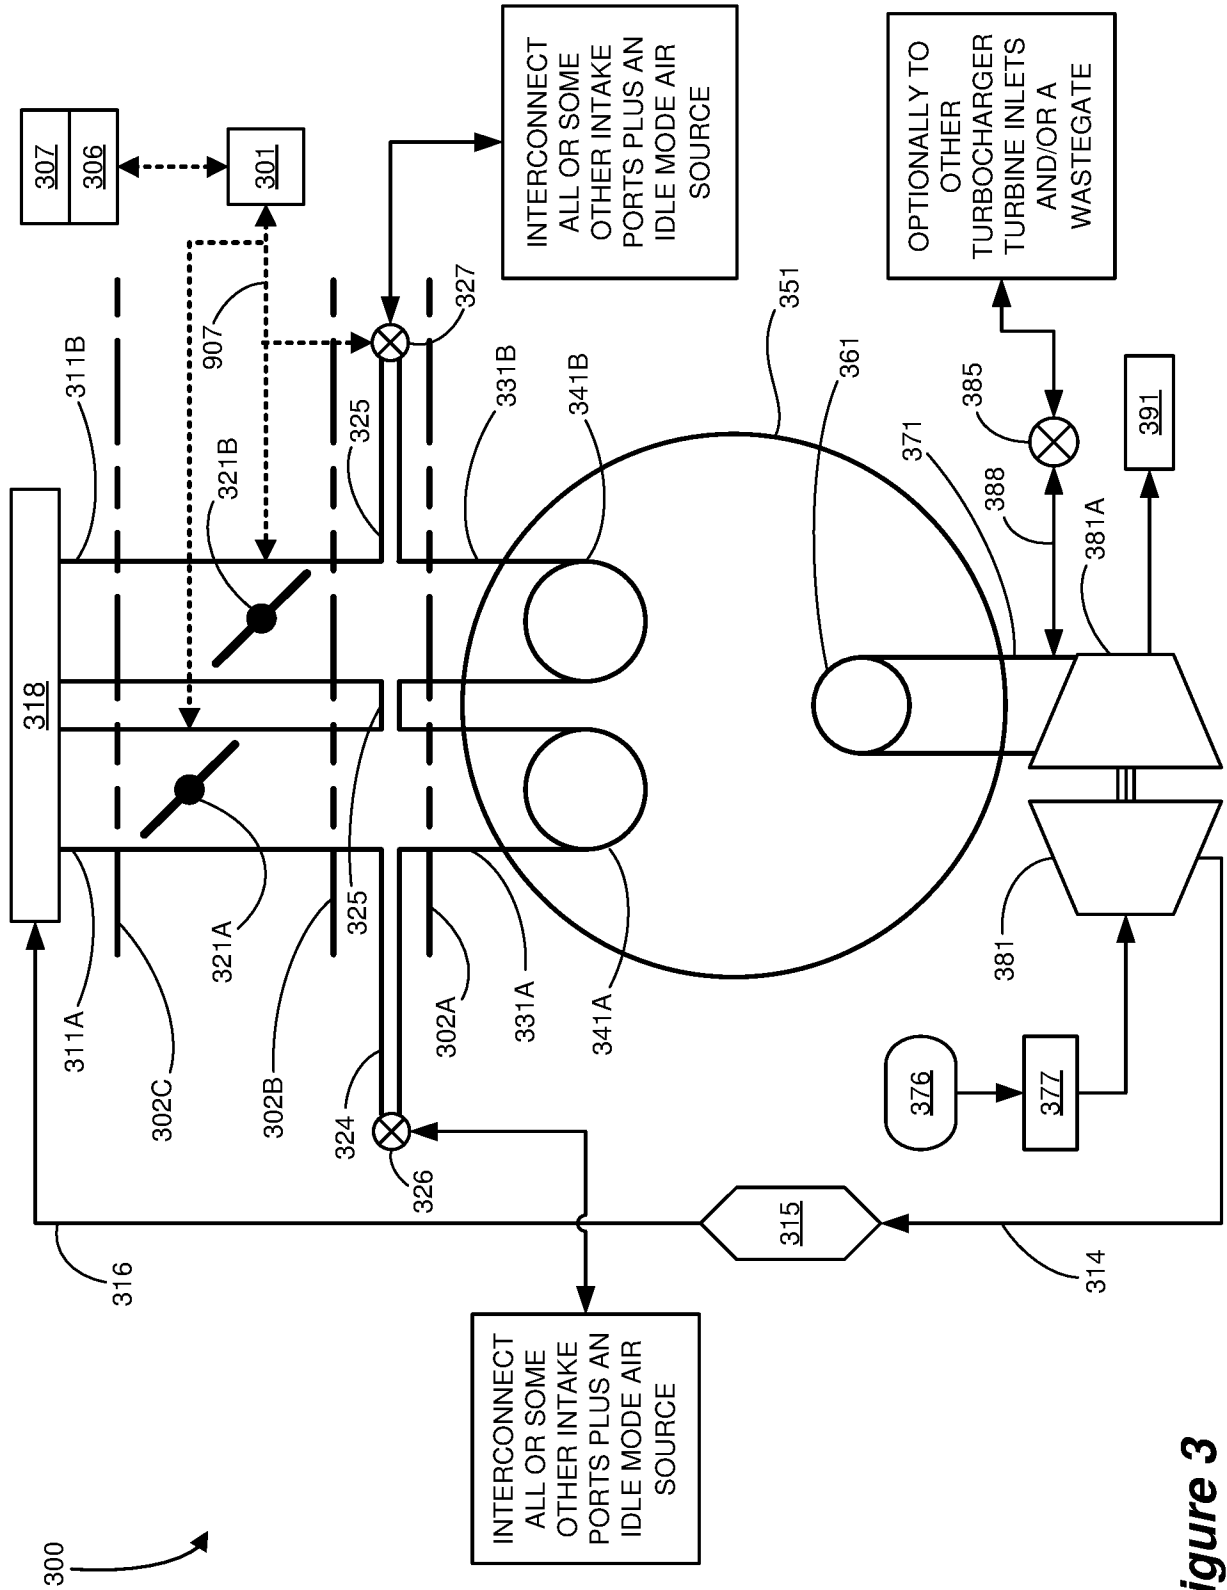 300
318
307
306
311A
311B
316
302C
907
321A
321B
301
302B
324
325
325
326
302A
327
INTERCONNECT
ALL OR SOME
OTHER INTAKE
PORTS PLUS AN
IDLE MODE AIR
SOURCE
331A
331B
INTERCONNECT
ALL OR SOME
OTHER INTAKE
PORTS PLUS AN
IDLE MODE AIR
SOURCE
341A
341B
315
351
361
OPTIONALLY TO
OTHER
TURBOCHARGER
TURBINE INLETS
AND/OR A
WASTEGATE
376
371
385
381
388
377
314
381A
391
igure 3